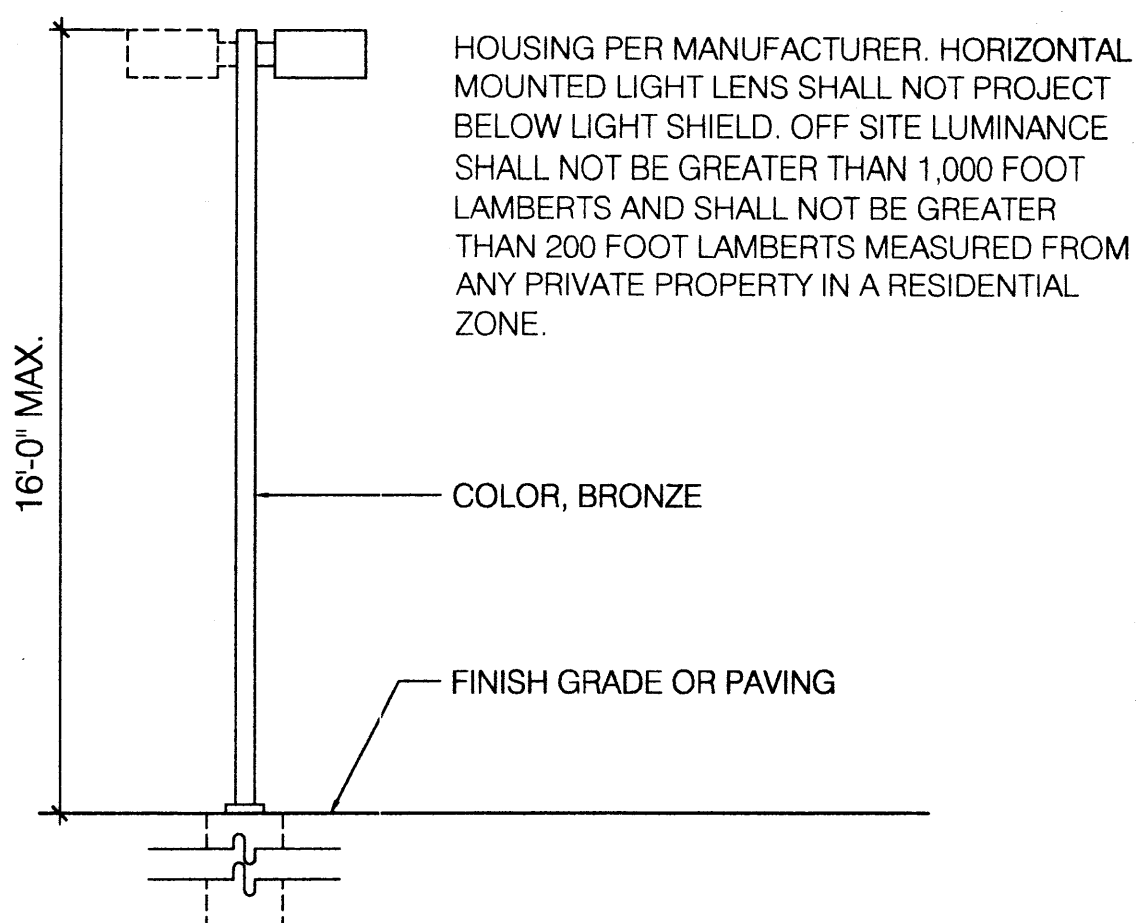 HOUSING PER MANUFACTURER. HORIZONTAL
MOUNTED LIGHT LENS SHALL NOT PROJECT
BELOW LIGHT SHIELD. OFF SITE LUMINANCE
SHALL NOT BE GREATER THAN 1,000 FOOT
LAMBERTS AND SHALL NOT BE GREATER
THAN 200 FOOT LAMBERTS MEASURED FROM
ANY PRIVATE PROPERTY IN A RESIDENTIAL
ZONE.
16'-0" MAX.
COLOR, BRONZE
FINISH GRADE OR PAVING